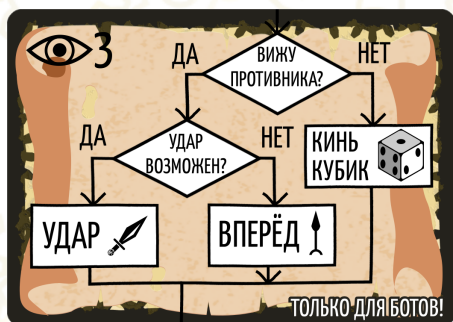 3
ДА
ВИЖУ
ПРОТИВНИКА?
НЕТ
ДА
УДАР
ВОЗМОЖЕН?
НЕТ
КИНЬ
КУБИК
УДАР
ВПЕРЁД
ТОЛЬКО ДЛЯ БОТОВ!